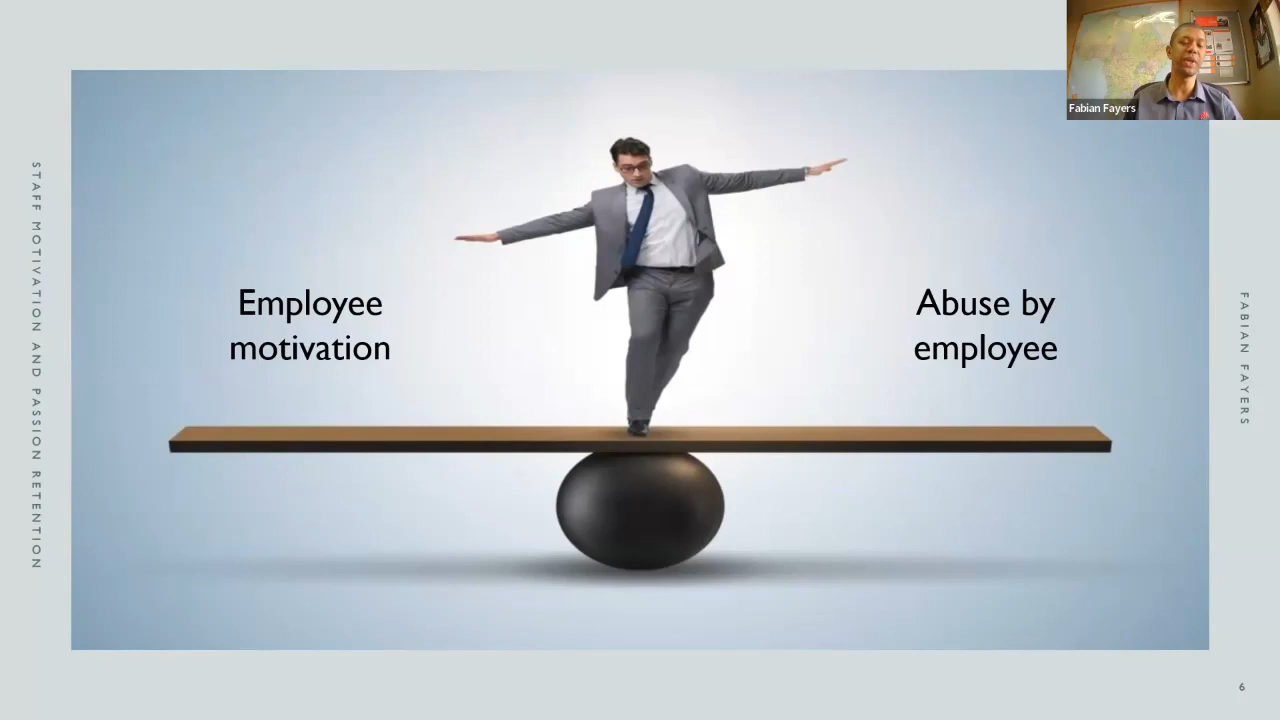 Fabian Fayers
STAFF MOTIVATION AND PASSION RETENTION
Employee
motivation
Abuse by
employee
FABIAN FAYERS
6